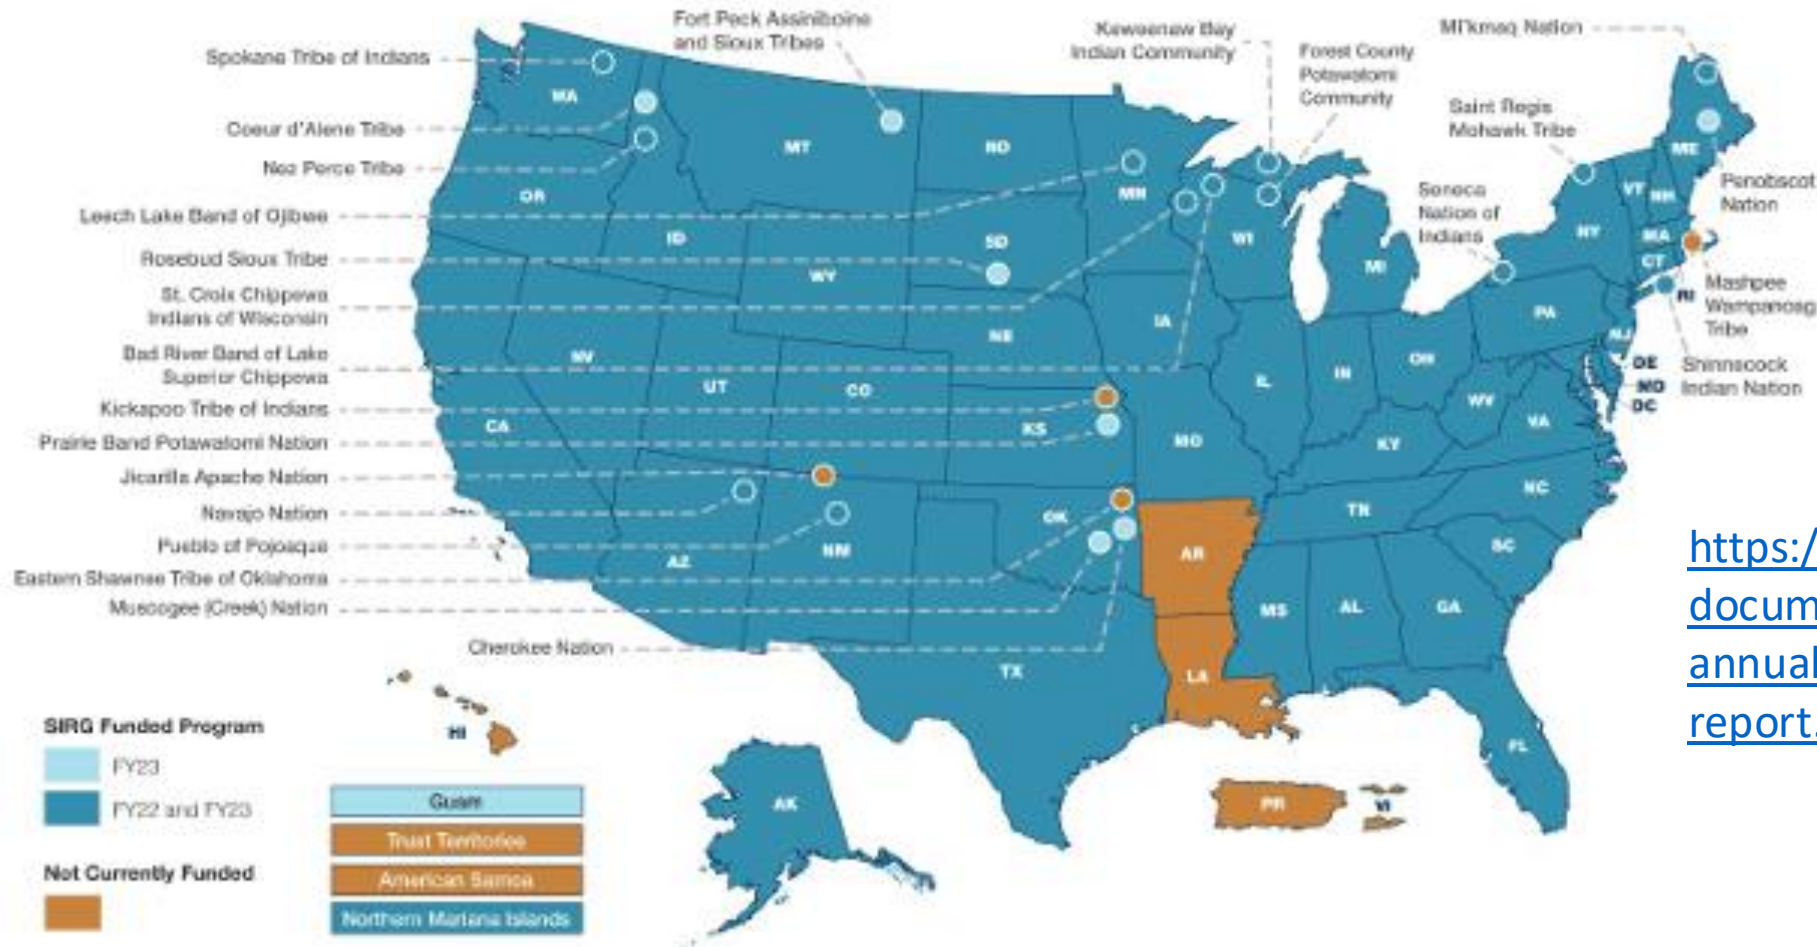 Fort Peck Assiniboine
and Sioux Tribes
Keweenaw Bay
Indian Community
Forest County
Potawatomi
Community
Mi'kmaq Nation
Saint Regis
Mohawk Tribe
Seneca
Nation of
Indians
Penobscot
Nation
Mashpee
Wampanoag
Tribe
Shinnecock
Indian Nation
Spokane Tribe of Indians
Coeur d'Alene Tribe
Nez Perce Tribe
Leech Lake Band of Ojibwe
Rosebud Sioux Tribe
St. Croix Chippewa
Indians of Wisconsin
Bad River Band of Lake
Superior Chippewa
Kickapoo Tribe of Indians
Prairie Band Potawatomi Nation
Jicarilla Apache Nation
Navajo Nation
Pueblo of Pojoaque
Eastern Shawnee Tribe of Oklahoma
Muscogee (Creek) Nation
Cherokee Nation
WA
MT
ND
MN
ME
VT
NH
OR
ID
SD
WI
NY
MA
CT
RI
MI
WY
IA
PA
NJ
NE
NV
UT
CO
IL
IN
OH
DE
MD
DC
WV
VA
CA
KS
MO
KY
NC
TN
OK
AZ
NM
AR
SC
MS
AL
GA
TX
LA
FL
HI
AK
PR
VI
SIRG Funded Program
FY23
FY22 and FY23
Not Currently Funded
Guam
Trust Territories
American Samoa
Northern Mariana Islands
https:/
docum
annual
report.